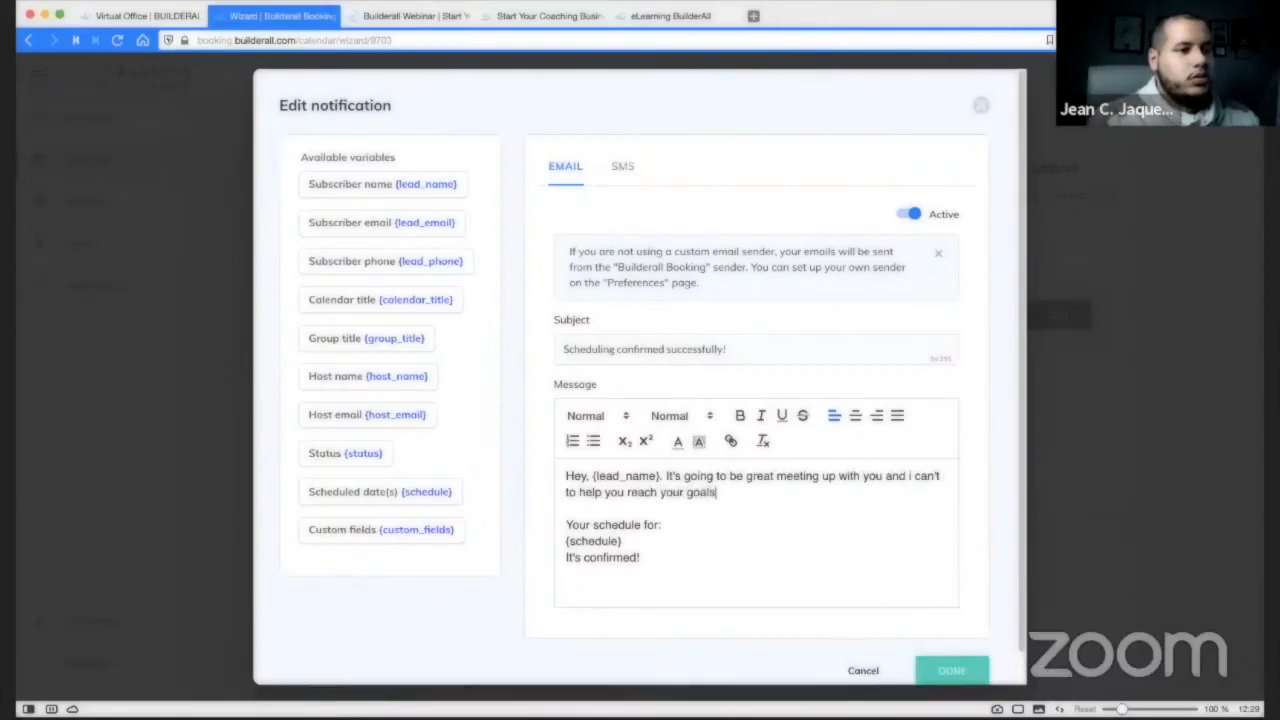 Virtual Office | BUILDERAL
Wizard | Builderall Booking
Builderall Webinar | Start Y
Start Your Coaching Busin
eLearning BuilderAll
booking.builderall.com/calendar/wizard/9703
Jean C. Jaque...
Edit notification
Available variables
Subscriber name {lead_name}
Subscriber email {lead_email}
Subscriber phone {lead_phone}
Calendar title {calendar_title}
Group title {group_title}
Host name {host_name}
Host email {host_email}
Status {status}
Scheduled date(s) {schedule}
Custom fields {custom_fields}
EMAIL SMS
Active
If you are not using a custom email sender, your emails will be sent
from the "Builderall Booking" sender. You can set up your own sender
on the "Preferences" page.
Subject
Scheduling confirmed successfully!
Message
Normal Normal
Hey, {lead_name}. It's going to be great meeting up with you and i can't
to help you reach your goals
Your schedule for:
{schedule}
It's confirmed!
Cancel DONE
zoom
Reset 100 % 12:29